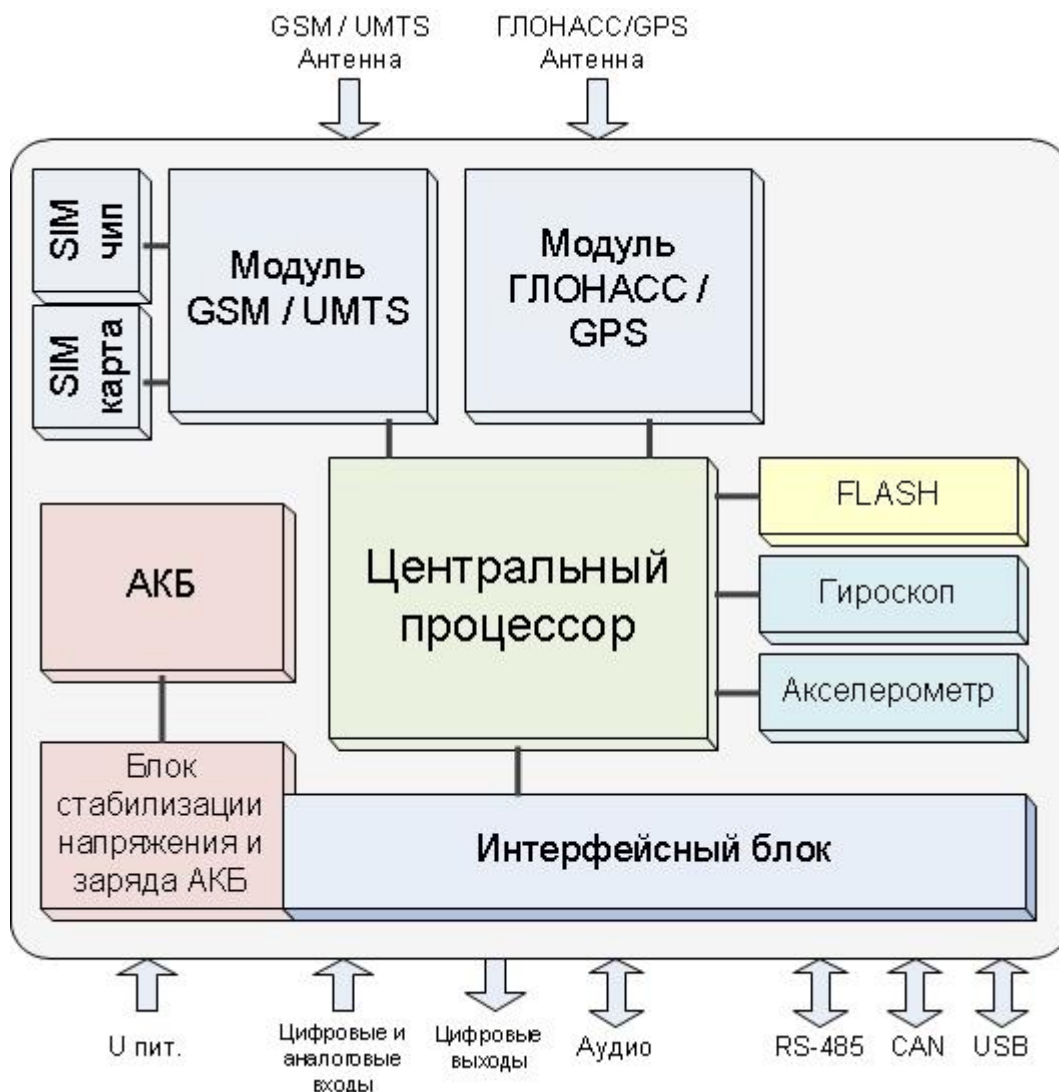 GSM / UMTS
Антенна
ГЛОНАСС/GPS
Антенна
SIM
чип
SIM
карта
Модуль
GSM / UMTS
Модуль
ГЛОНАСС /
GPS
FLASH
АКБ
Центральный
процессор
Гироскоп
Акселерометр
Блок
стабилизации
напряжения и
заряда АКБ
Интерфейсный блок
U пит.
Цифровые и
аналоговые
входы
Цифровые
выходы
Аудио
RS-485
CAN
USB